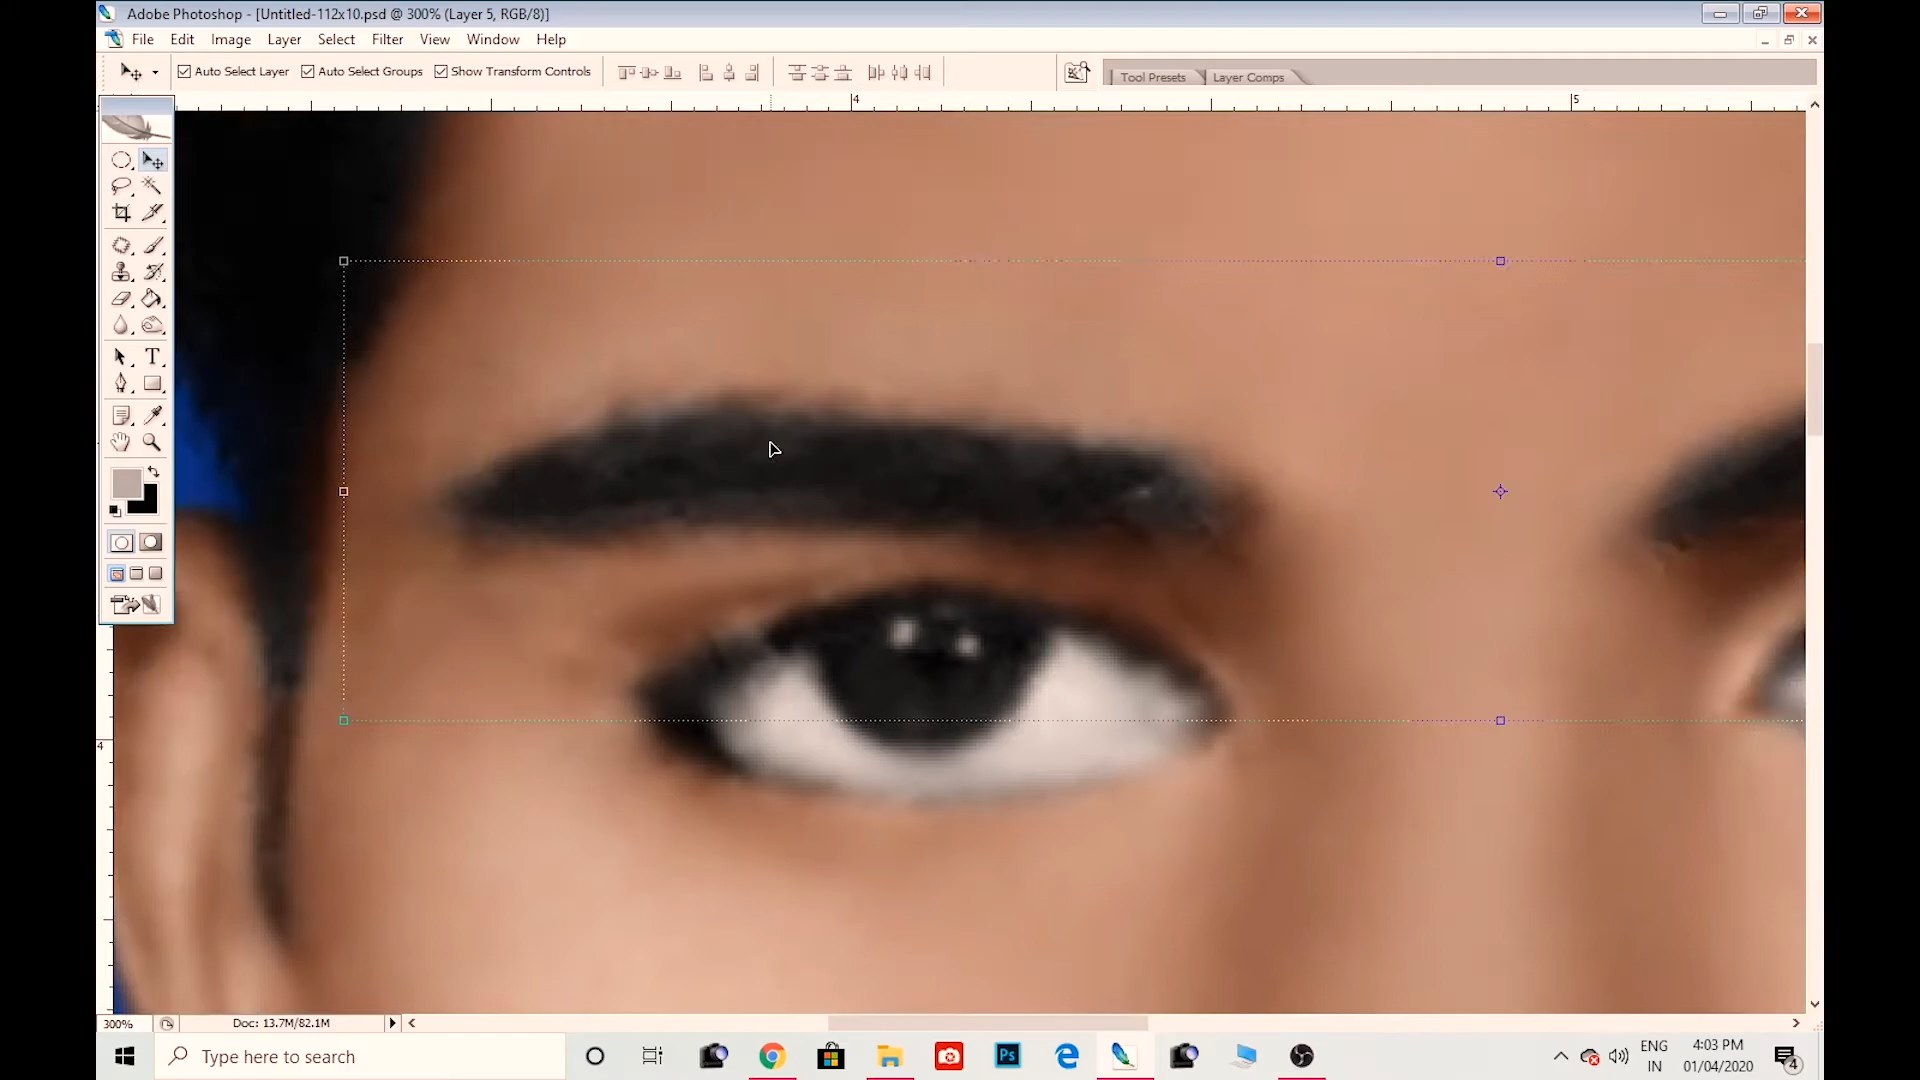 Adobe Photoshop - [Untitled-112x10.psd @ 300% (Layer 5, RGB/8)]
File Edit Image Layer Select Filter View Window Help
Auto Select Layer Auto Select Groups Show Transform Controls Tool Presets Layer Comps
4 5
T
4
300% Doc: 13.7M/82.1M
Type here to search
Ps
ENG
IN
4:03 PM
01/04/2020
4